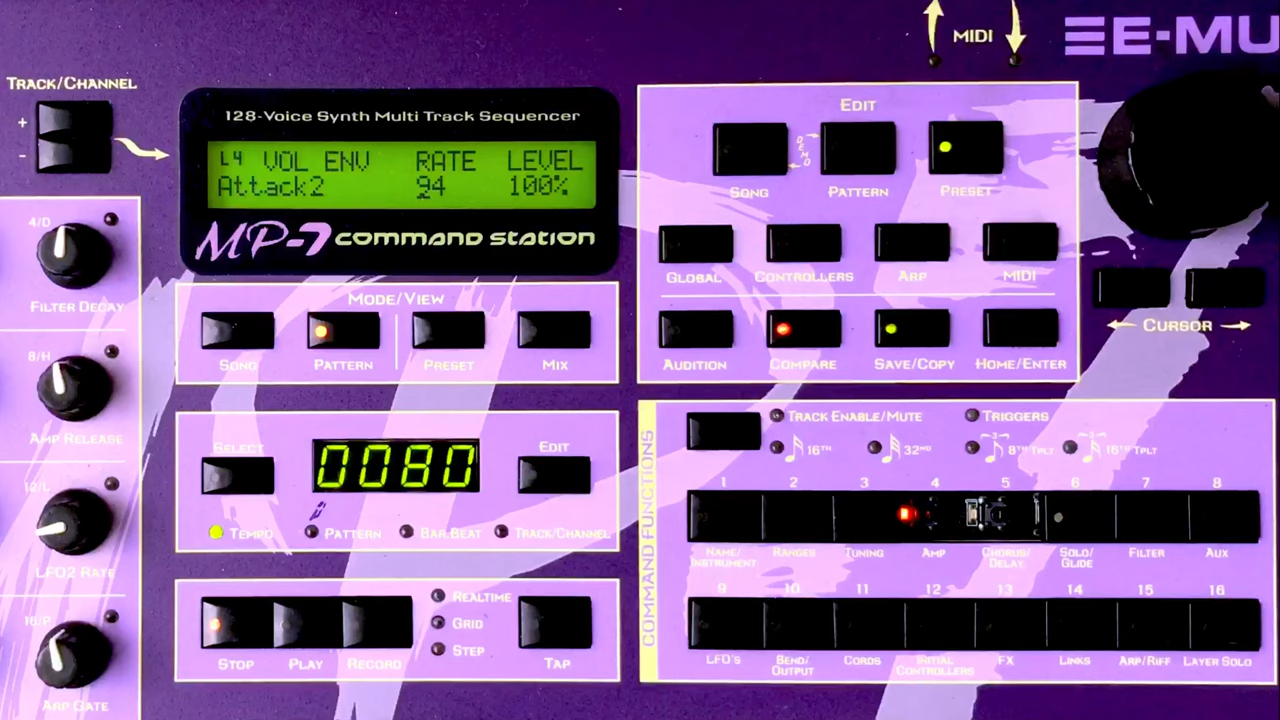 MIDI
E-MU
TRACK/CHANNEL
+
-
128-Voice Synth Multi Track Sequencer
L4 VOL ENV RATE LEVEL
Attack2 94 100%
MP-7 COMMAND STATION
EDIT
DEMO
SONG PATTERN PRESET
GLOBAL CONTROLLERS ARP MIDI
AUDITION COMPARE SAVE/COPY HOME/ENTER
CURSOR
4/D
FILTER DECAY
8/H
AMP RELEASE
12/L
LFO2 RATE
16/P
ARP GATE
MODE/VIEW
SONG PATTERN PRESET MIX
SELECT
0080
EDIT
TEMPO PATTERN BAR.BEAT TRACK/CHANNEL
REALTIME
GRID
STEP
STOP PLAY RECORD TAP
COMMAND FUNCTIONS
TRACK ENABLE/MUTE TRIGGERS
16TH 32ND 3 8TH TPLT 3 16TH TPLT
1 2 3 4 5 6 7 8
NAME/INSTRUMENT RANGES TUNING AMP CHORUS/DELAY SOLO/GLIDE FILTER AUX
9 10 11 12 13 14 15 16
LFO'S BEND/OUTPUT CORDS INITIAL CONTROLLERS FX LINKS ARP/RIFF LAYER SOLO